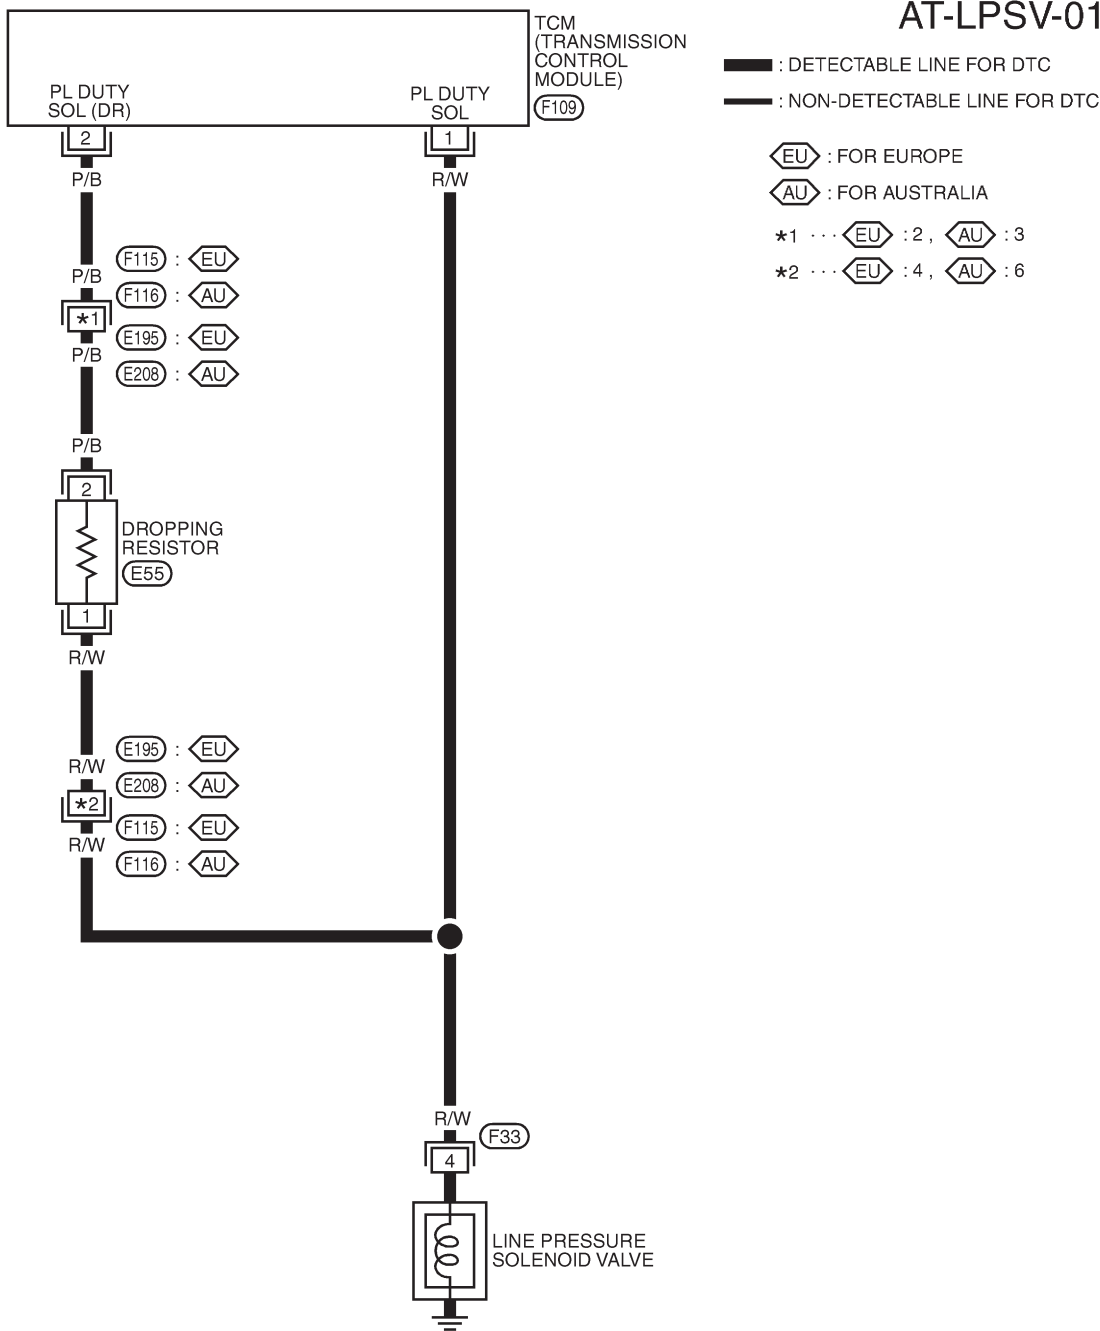 AT-LPSV-01
TCM
(TRANSMISSION
CONTROL
MODULE)
F109
: DETECTABLE LINE FOR DTC
: NON-DETECTABLE LINE FOR DTC
EU : FOR EUROPE
AU : FOR AUSTRALIA
*1 ··· EU : 2 , AU : 3
*2 ··· EU : 4 , AU : 6
PL DUTY
SOL (DR)
PL DUTY
SOL
2
1
P/B
R/W
F115 : EU
P/B
F116 : AU
*1
E195 : EU
P/B
E208 : AU
P/B
2
DROPPING
RESISTOR
E55
1
R/W
E195 : EU
R/W
E208 : AU
*2
F115 : EU
R/W
F116 : AU
R/W
F33
4
LINE PRESSURE
SOLENOID VALVE